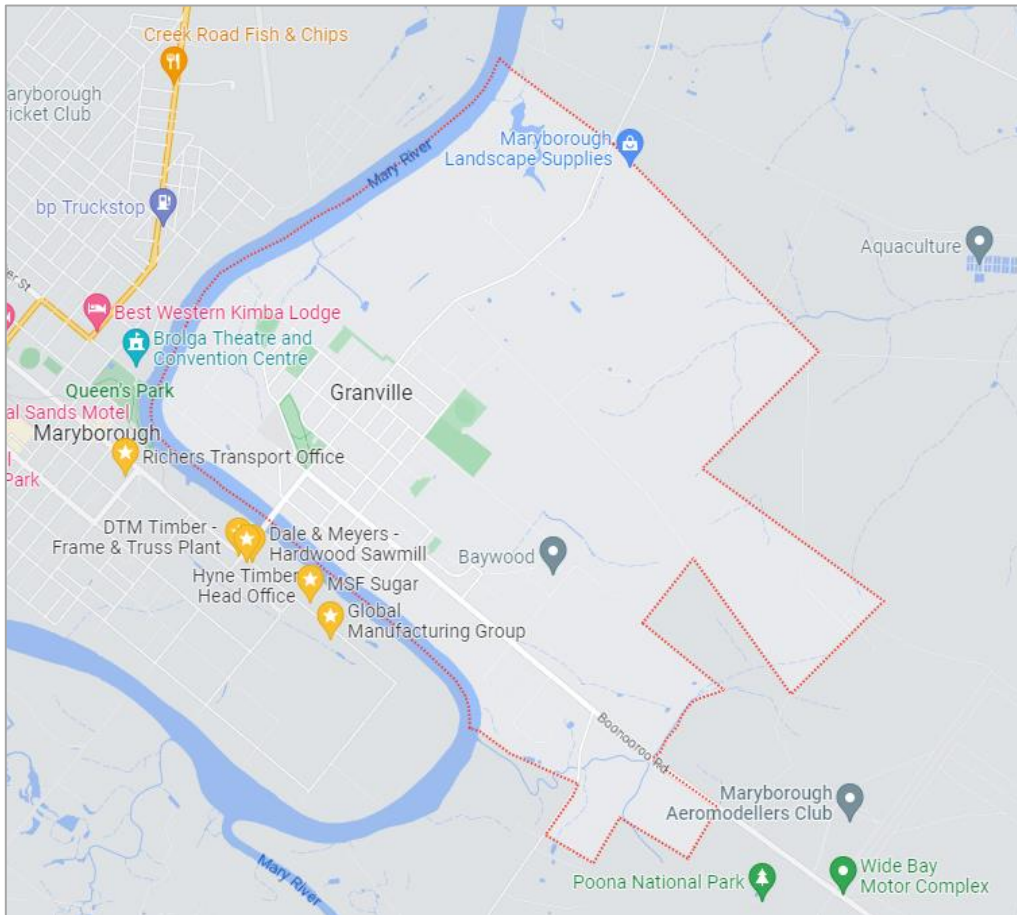 Creek Road Fish & Chips
aryborough
icket Club
Mary River
Maryborough
Landscape Supplies
bp Truckstop
Aquaculture
er St
Best Western Kimba Lodge
Brolga Theatre and
Convention Centre
Queen's Park
Granville
al Sands Motel
Maryborough
Richers Transport Office
l
Park
DTM Timber -
Frame & Truss Plant
Dale & Meyers -
Hardwood Sawmill
Baywood
Hyne Timber
Head Office
MSF Sugar
Global
Manufacturing Group
Boonooroo Rd
Maryborough
Aeromodellers Club
Mary River
Poona National Park
Wide Bay
Motor Complex